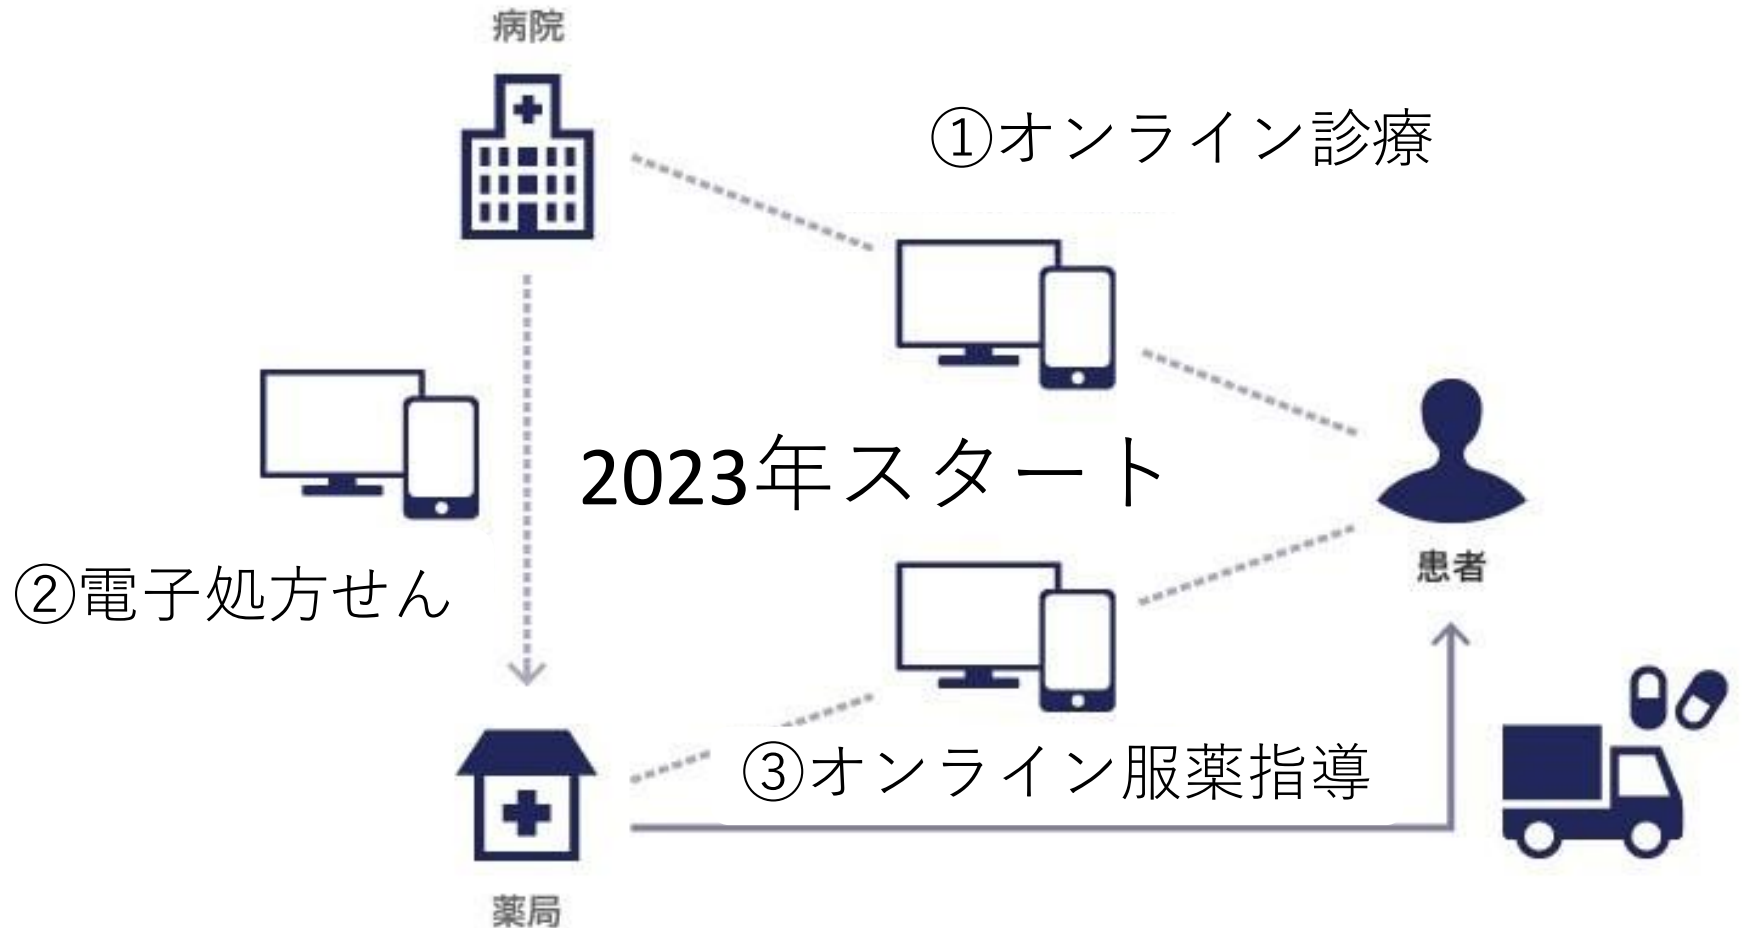 病院
①オンライン診療
2023年スタート
患者
②電子処方せん
③オンライン服薬指導
薬局